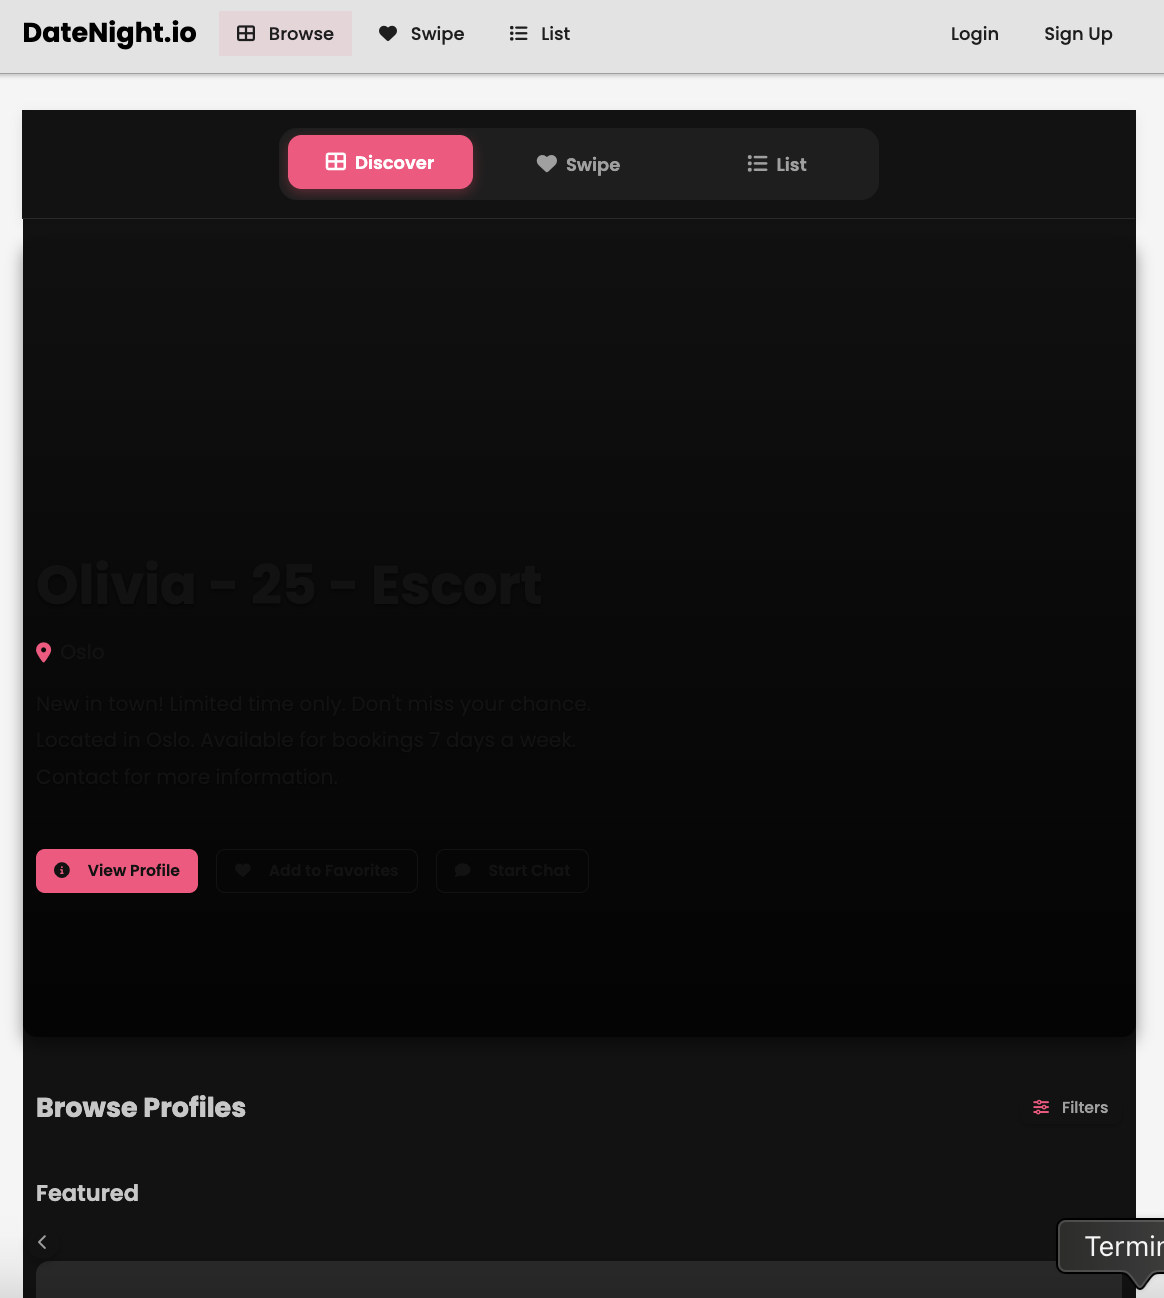 DateNight.io
Browse
Swipe
List
Login
Sign Up
Discover
Swipe
List
Olivia - 25 - Escort
Oslo
New in town! Limited time only. Don't miss your chance.
Located in Oslo. Available for bookings 7 days a week.
Contact for more information.
View Profile
Add to Favorites
Start Chat
Browse Profiles
Filters
Featured